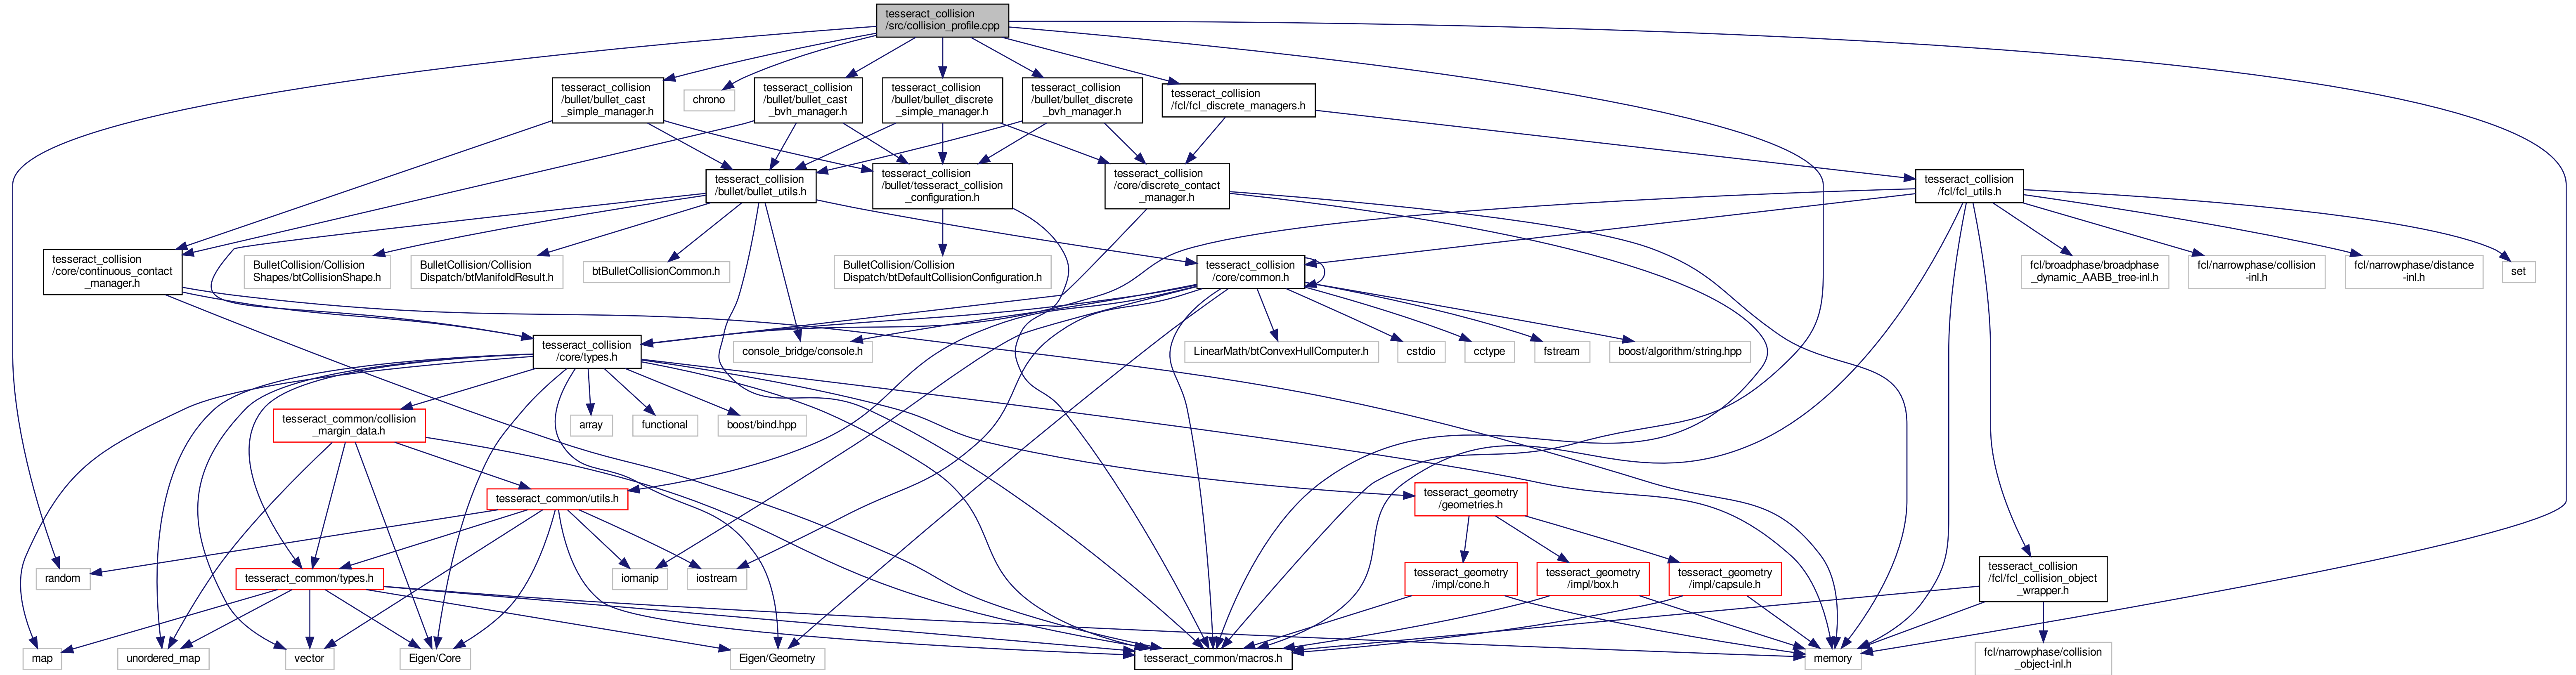 tesseract_collision
/src/collision_profile.cpp
tesseract_collision
/bullet/bullet_cast
_simple_manager.h
chrono
tesseract_collision
/bullet/bullet_cast
_bvh_manager.h
tesseract_collision
/bullet/bullet_discrete
_simple_manager.h
tesseract_collision
/bullet/bullet_discrete
_bvh_manager.h
tesseract_collision
/fcl/fcl_discrete_managers.h
tesseract_collision
/bullet/bullet_utils.h
tesseract_collision
/bullet/tesseract_collision
_configuration.h
tesseract_collision
/core/discrete_contact
_manager.h
tesseract_collision
/fcl/fcl_utils.h
tesseract_collision
/core/continuous_contact
_manager.h
BulletCollision/Collision
Shapes/btCollisionShape.h
BulletCollision/Collision
Dispatch/btManifoldResult.h
btBulletCollisionCommon.h
BulletCollision/Collision
Dispatch/btDefaultCollisionConfiguration.h
tesseract_collision
/core/common.h
fcl/broadphase/broadphase
_dynamic_AABB_tree-inl.h
fcl/narrowphase/collision
-inl.h
fcl/narrowphase/distance
-inl.h
set
tesseract_collision
/core/types.h
console_bridge/console.h
LinearMath/btConvexHullComputer.h
cstdio
cctype
fstream
boost/algorithm/string.hpp
tesseract_common/collision
_margin_data.h
array
functional
boost/bind.hpp
tesseract_common/utils.h
tesseract_geometry
/geometries.h
random
tesseract_common/types.h
iomanip
iostream
tesseract_geometry
/impl/cone.h
tesseract_geometry
/impl/box.h
tesseract_geometry
/impl/capsule.h
tesseract_collision
/fcl/fcl_collision_object
_wrapper.h
map
unordered_map
vector
Eigen/Core
Eigen/Geometry
tesseract_common/macros.h
memory
fcl/narrowphase/collision
_object-inl.h